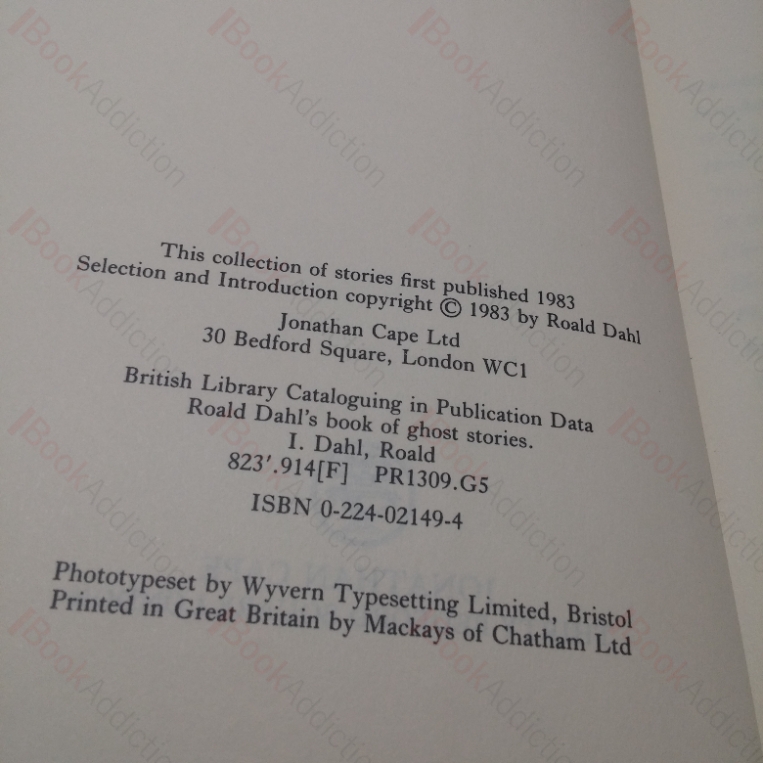 This collection of stories first published 1983
Selection and Introduction copyright © 1983 by Roald Dahl
Jonathan Cape Ltd
30 Bedford Square, London WC1
British Library Cataloguing in Publication Data
Roald Dahl's book of ghost stories.
I. Dahl, Roald
823′.914[F] PR1309.G5
ISBN 0-224-02149-4
Phototypeset by Wyvern Typesetting Limited, Bristol
Printed in Great Britain by Mackays of Chatham Ltd
BookAddiction